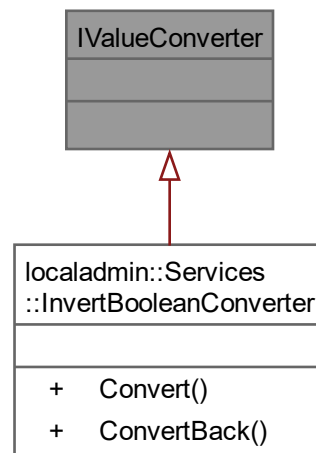 IValueConverter
localadmin::Services
::InvertBooleanConverter
+ Convert()
+ ConvertBack()